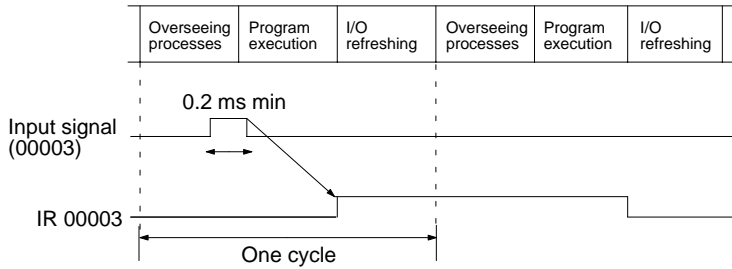 Overseeing processes
Program execution
I/O refreshing
Overseeing processes
Program execution
I/O refreshing
0.2 ms min
Input signal
(00003)
IR 00003
One cycle